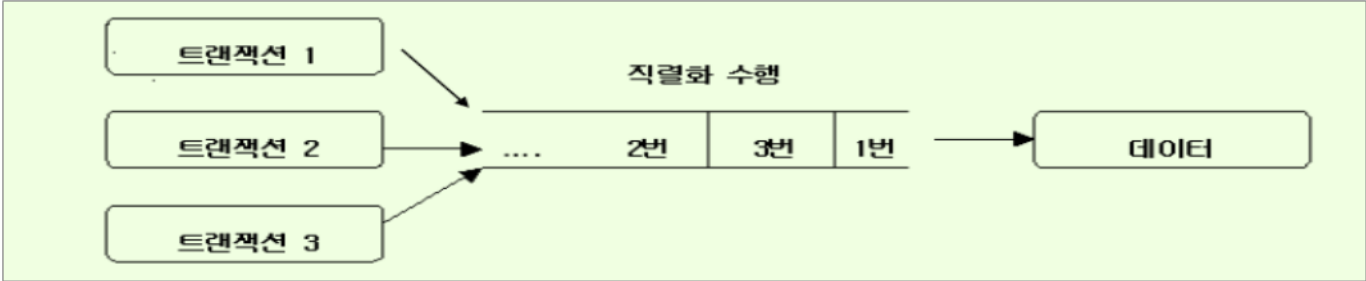 트랜잭션 1
직렬화 수행
트랜잭션 2
.... 2번 3번 1번
데이터
트랜잭션 3